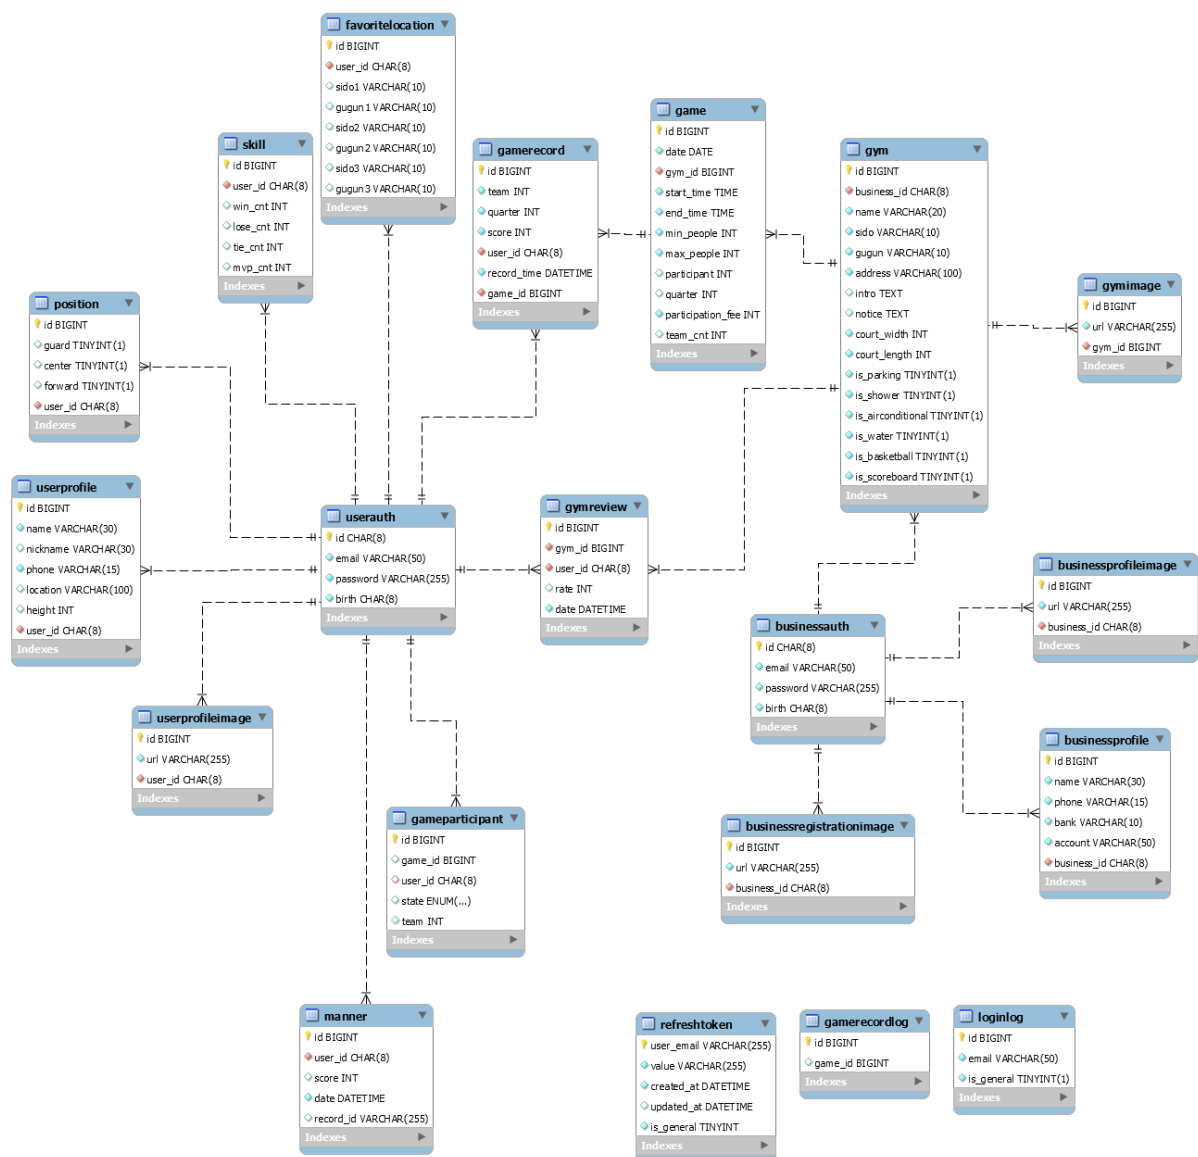 favoritelocation
id BIGINT
user_id CHAR(8)
sido1 VARCHAR(10)
gugun1 VARCHAR(10)
sido2 VARCHAR(10)
gugun2 VARCHAR(10)
sido3 VARCHAR(10)
gugun3 VARCHAR(10)
Indexes
skill
id BIGINT
user_id CHAR(8)
win_cnt INT
lose_cnt INT
tie_cnt INT
mvp_cnt INT
Indexes
gamerecord
id BIGINT
team INT
quarter INT
score INT
user_id CHAR(8)
record_time DATETIME
game_id BIGINT
Indexes
game
id BIGINT
date DATE
gym_id BIGINT
start_time TIME
end_time TIME
min_people INT
max_people INT
participant INT
quarter INT
participation_fee INT
team_cnt INT
Indexes
gym
id BIGINT
business_id CHAR(8)
name VARCHAR(20)
sido VARCHAR(10)
gugun VARCHAR(10)
address VARCHAR(100)
intro TEXT
notice TEXT
court_width INT
court_length INT
is_parking TINYINT(1)
is_shower TINYINT(1)
is_airconditional TINYINT(1)
is_water TINYINT(1)
is_basketball TINYINT(1)
is_scoreboard TINYINT(1)
Indexes
gymimage
id BIGINT
url VARCHAR(255)
gym_id BIGINT
Indexes
position
id BIGINT
guard TINYINT(1)
center TINYINT(1)
forward TINYINT(1)
user_id CHAR(8)
Indexes
userprofile
id BIGINT
name VARCHAR(30)
nickname VARCHAR(30)
phone VARCHAR(15)
location VARCHAR(100)
height INT
user_id CHAR(8)
Indexes
userauth
id CHAR(8)
email VARCHAR(50)
password VARCHAR(255)
birth CHAR(8)
Indexes
gymreview
id BIGINT
gym_id BIGINT
user_id CHAR(8)
rate INT
date DATETIME
Indexes
businessprofileimage
id BIGINT
url VARCHAR(255)
business_id CHAR(8)
Indexes
businessauth
id CHAR(8)
email VARCHAR(50)
password VARCHAR(255)
birth CHAR(8)
Indexes
userprofileimage
id BIGINT
url VARCHAR(255)
user_id CHAR(8)
Indexes
businessprofile
id BIGINT
name VARCHAR(30)
phone VARCHAR(15)
bank VARCHAR(10)
account VARCHAR(50)
business_id CHAR(8)
Indexes
gameparticipant
id BIGINT
game_id BIGINT
user_id CHAR(8)
state ENUM(...)
team INT
Indexes
businessregistrationimage
id BIGINT
url VARCHAR(255)
business_id CHAR(8)
Indexes
manner
id BIGINT
user_id CHAR(8)
score INT
date DATETIME
record_id VARCHAR(255)
Indexes
refreshtoken
user_email VARCHAR(255)
value VARCHAR(255)
created_at DATETIME
updated_at DATETIME
is_general TINYINT
Indexes
gamerecordlog
id BIGINT
game_id BIGINT
Indexes
loginlog
id BIGINT
email VARCHAR(50)
is_general TINYINT(1)
Indexes